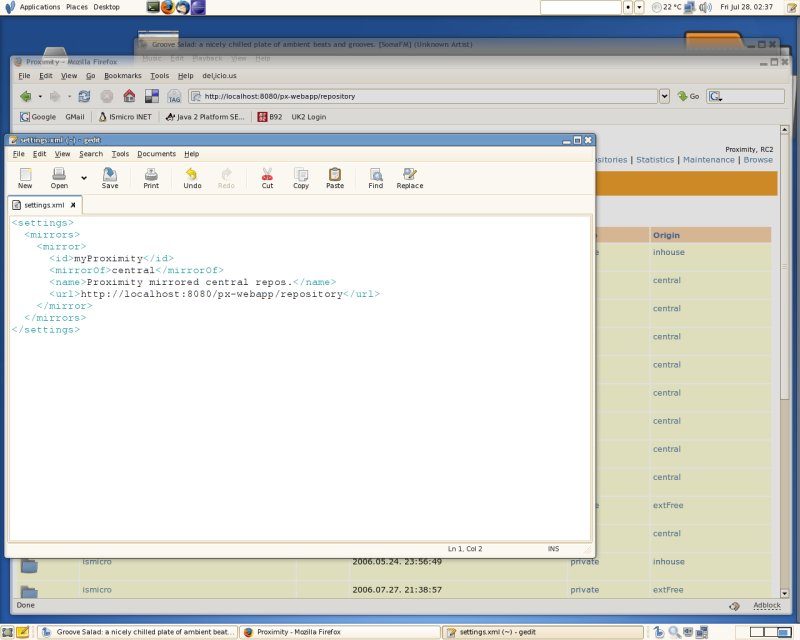 Applications Places Desktop
22 °C
Fri Jul 28, 02:37
Groove Salad: a nicely chilled plate of ambient beats and grooves. [SomaFM] (Unknown Artist)
Music Edit Playback View Help
Proximity - Mozilla Firefox
File Edit View Go Bookmarks Tools Help del.icio.us
TAG http://localhost:8080/px-webapp/repository Go
Google GMail Ismicro INET Java 2 Platform SE... B92 UK2 Login
settings.xml (~) - gedit
File Edit View Search Tools Documents Help
Proximity, RC2
ositories | Statistics | Maintenance | Browse
New Open Save Print Undo Redo Cut Copy Paste Find Replace
settings.xml
<settings>
<mirrors>
<mirror>
<id>myProximity</id>
<mirrorOf>central</mirrorOf>
<name>Proximity mirrored central repos.</name>
<url>http://localhost:8080/px-webapp/repository</url>
</mirror>
</mirrors>
</settings>
Origin
inhouse
central
central
central
central
central
central
central
central
extFree
central
Ln 1, Col 2 INS
ismicro 2006.05.24. 23:56:49 private inhouse
ismicro 2006.07.27. 21:38:57 private extFree
Done Adblock
Groove Salad: a nicely chilled plate of ambient beat... Proximity - Mozilla Firefox settings.xml (~) - gedit